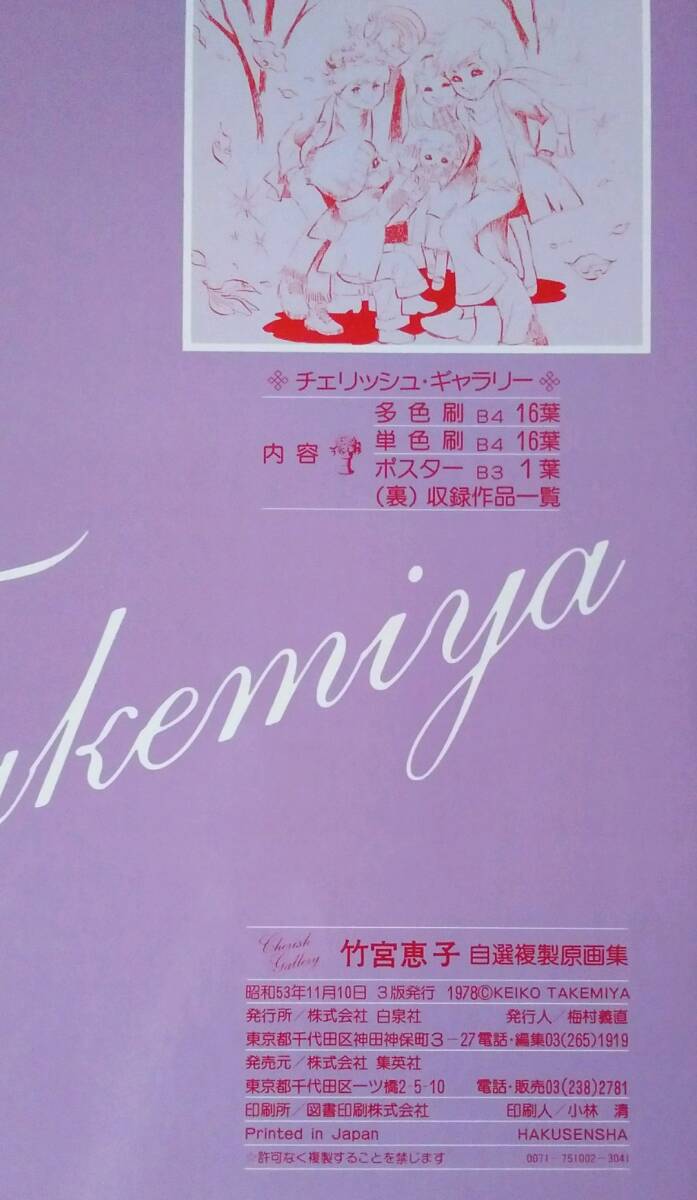 チェリッシュ・ギャラリー
内容
多色刷 B4 16葉
単色刷 B4 16葉
ポスター B3 1葉
(裏)収録作品一覧
akemiya
Cherish Gallery 竹宮恵子 自選複製原画集
昭和53年11月10日 3版発行 1978©KEIKO TAKEMIYA
発行所/株式会社 白泉社 発行人/梅村義直
東京都千代田区神田神保町3-27 電話・編集03(265)1919
発売元/株式会社 集英社
東京都千代田区一ツ橋2-5-10 電話・販売03(238)2781
印刷所/図書印刷株式会社 印刷人/小林 清
Printed in Japan HAKUSENSHA
☆許可なく複製することを禁じます 0071-751002-3041